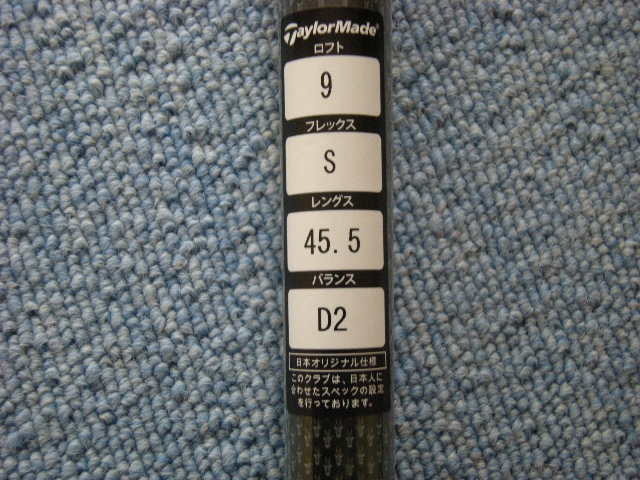 TaylorMade
ロフト
9
フレックス
S
レングス
45.5
バランス
D2
日本オリジナル仕様
このクラブは、日本人に
合わせたスペックの設定
を行っております。